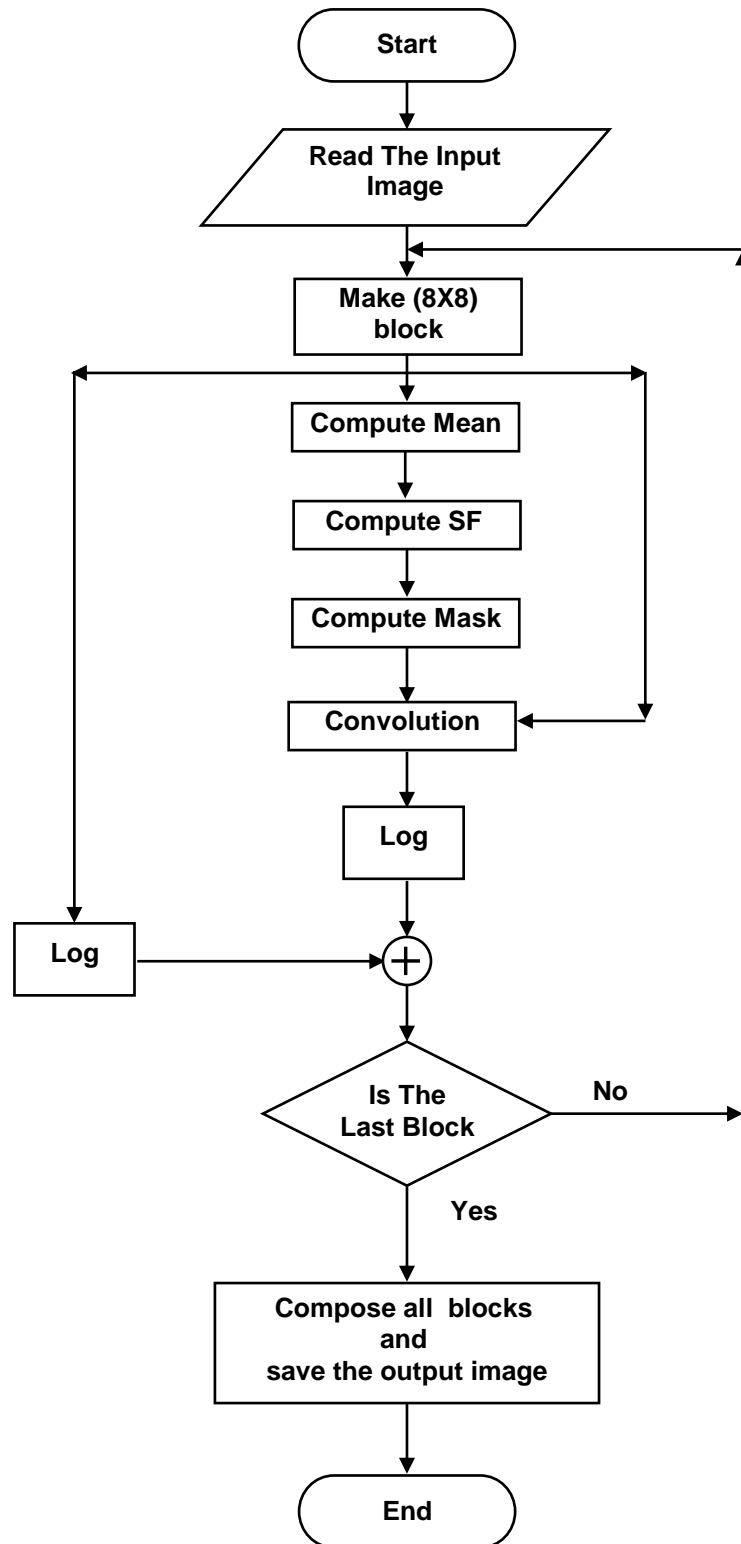 Start
Read The Input
Image
Make (8X8)
block
Compute Mean
Compute SF
Compute Mask
Convolution
Log
Log
Is The
Last Block
No
Yes
Compose all blocks
and
save the output image
End